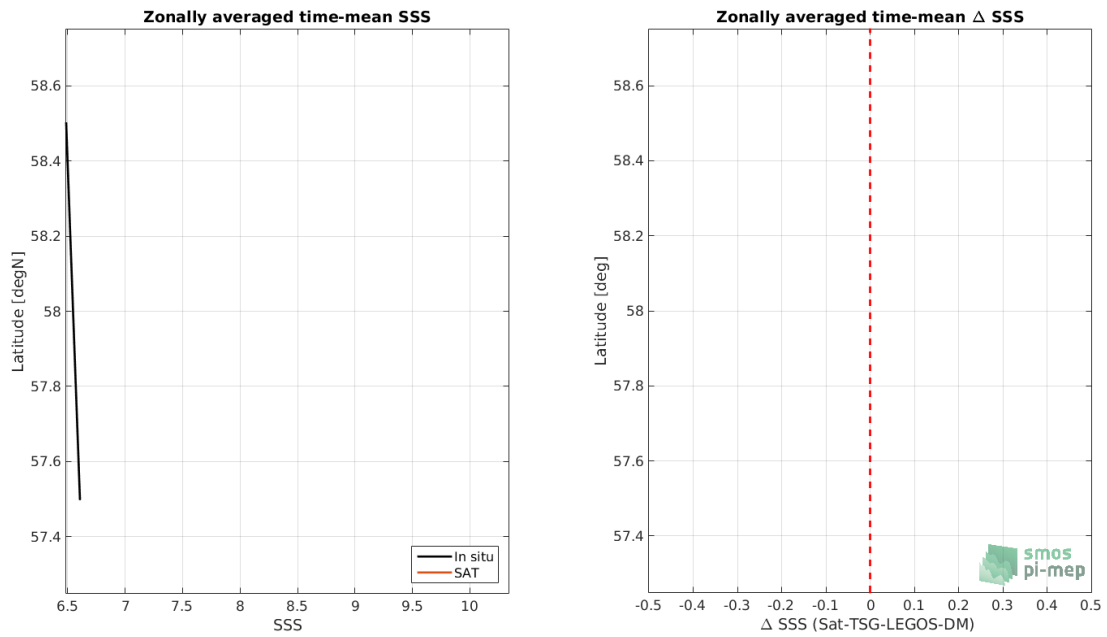 Zonally averaged time-mean SSS
58.6
58.4
58.2
58
57.8
57.6
57.4
Latitude [degN]
6.5 7 7.5 8 8.5 9 9.5 10
SSS
In situ
SAT
Zonally averaged time-mean Δ SSS
58.6
58.4
58.2
58
57.8
57.6
57.4
Latitude [deg]
-0.5 -0.4 -0.3 -0.2 -0.1 0 0.1 0.2 0.3 0.4 0.5
Δ SSS (Sat-TSG-LEGOS-DM)
smos
pi-mep